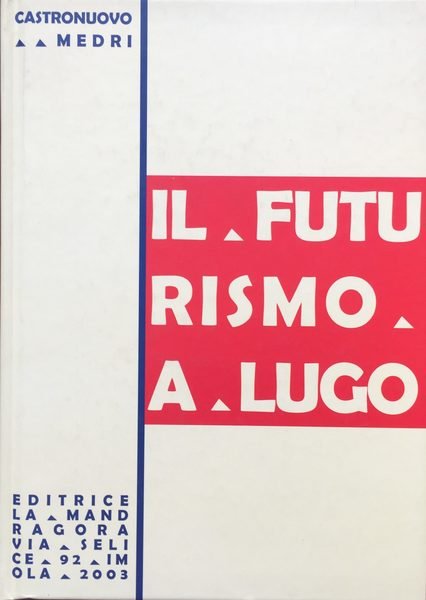 CASTRONUOVO
▲ ▲ MEDRI
IL ▲ FUTU
RISMO ▲
A ▲ LUGO
EDITRICE
LA ▲ MAND
RAGORA
VIA ▲ SELI
CE ▲ 92 ▲ IM
OLA ▲ 2003